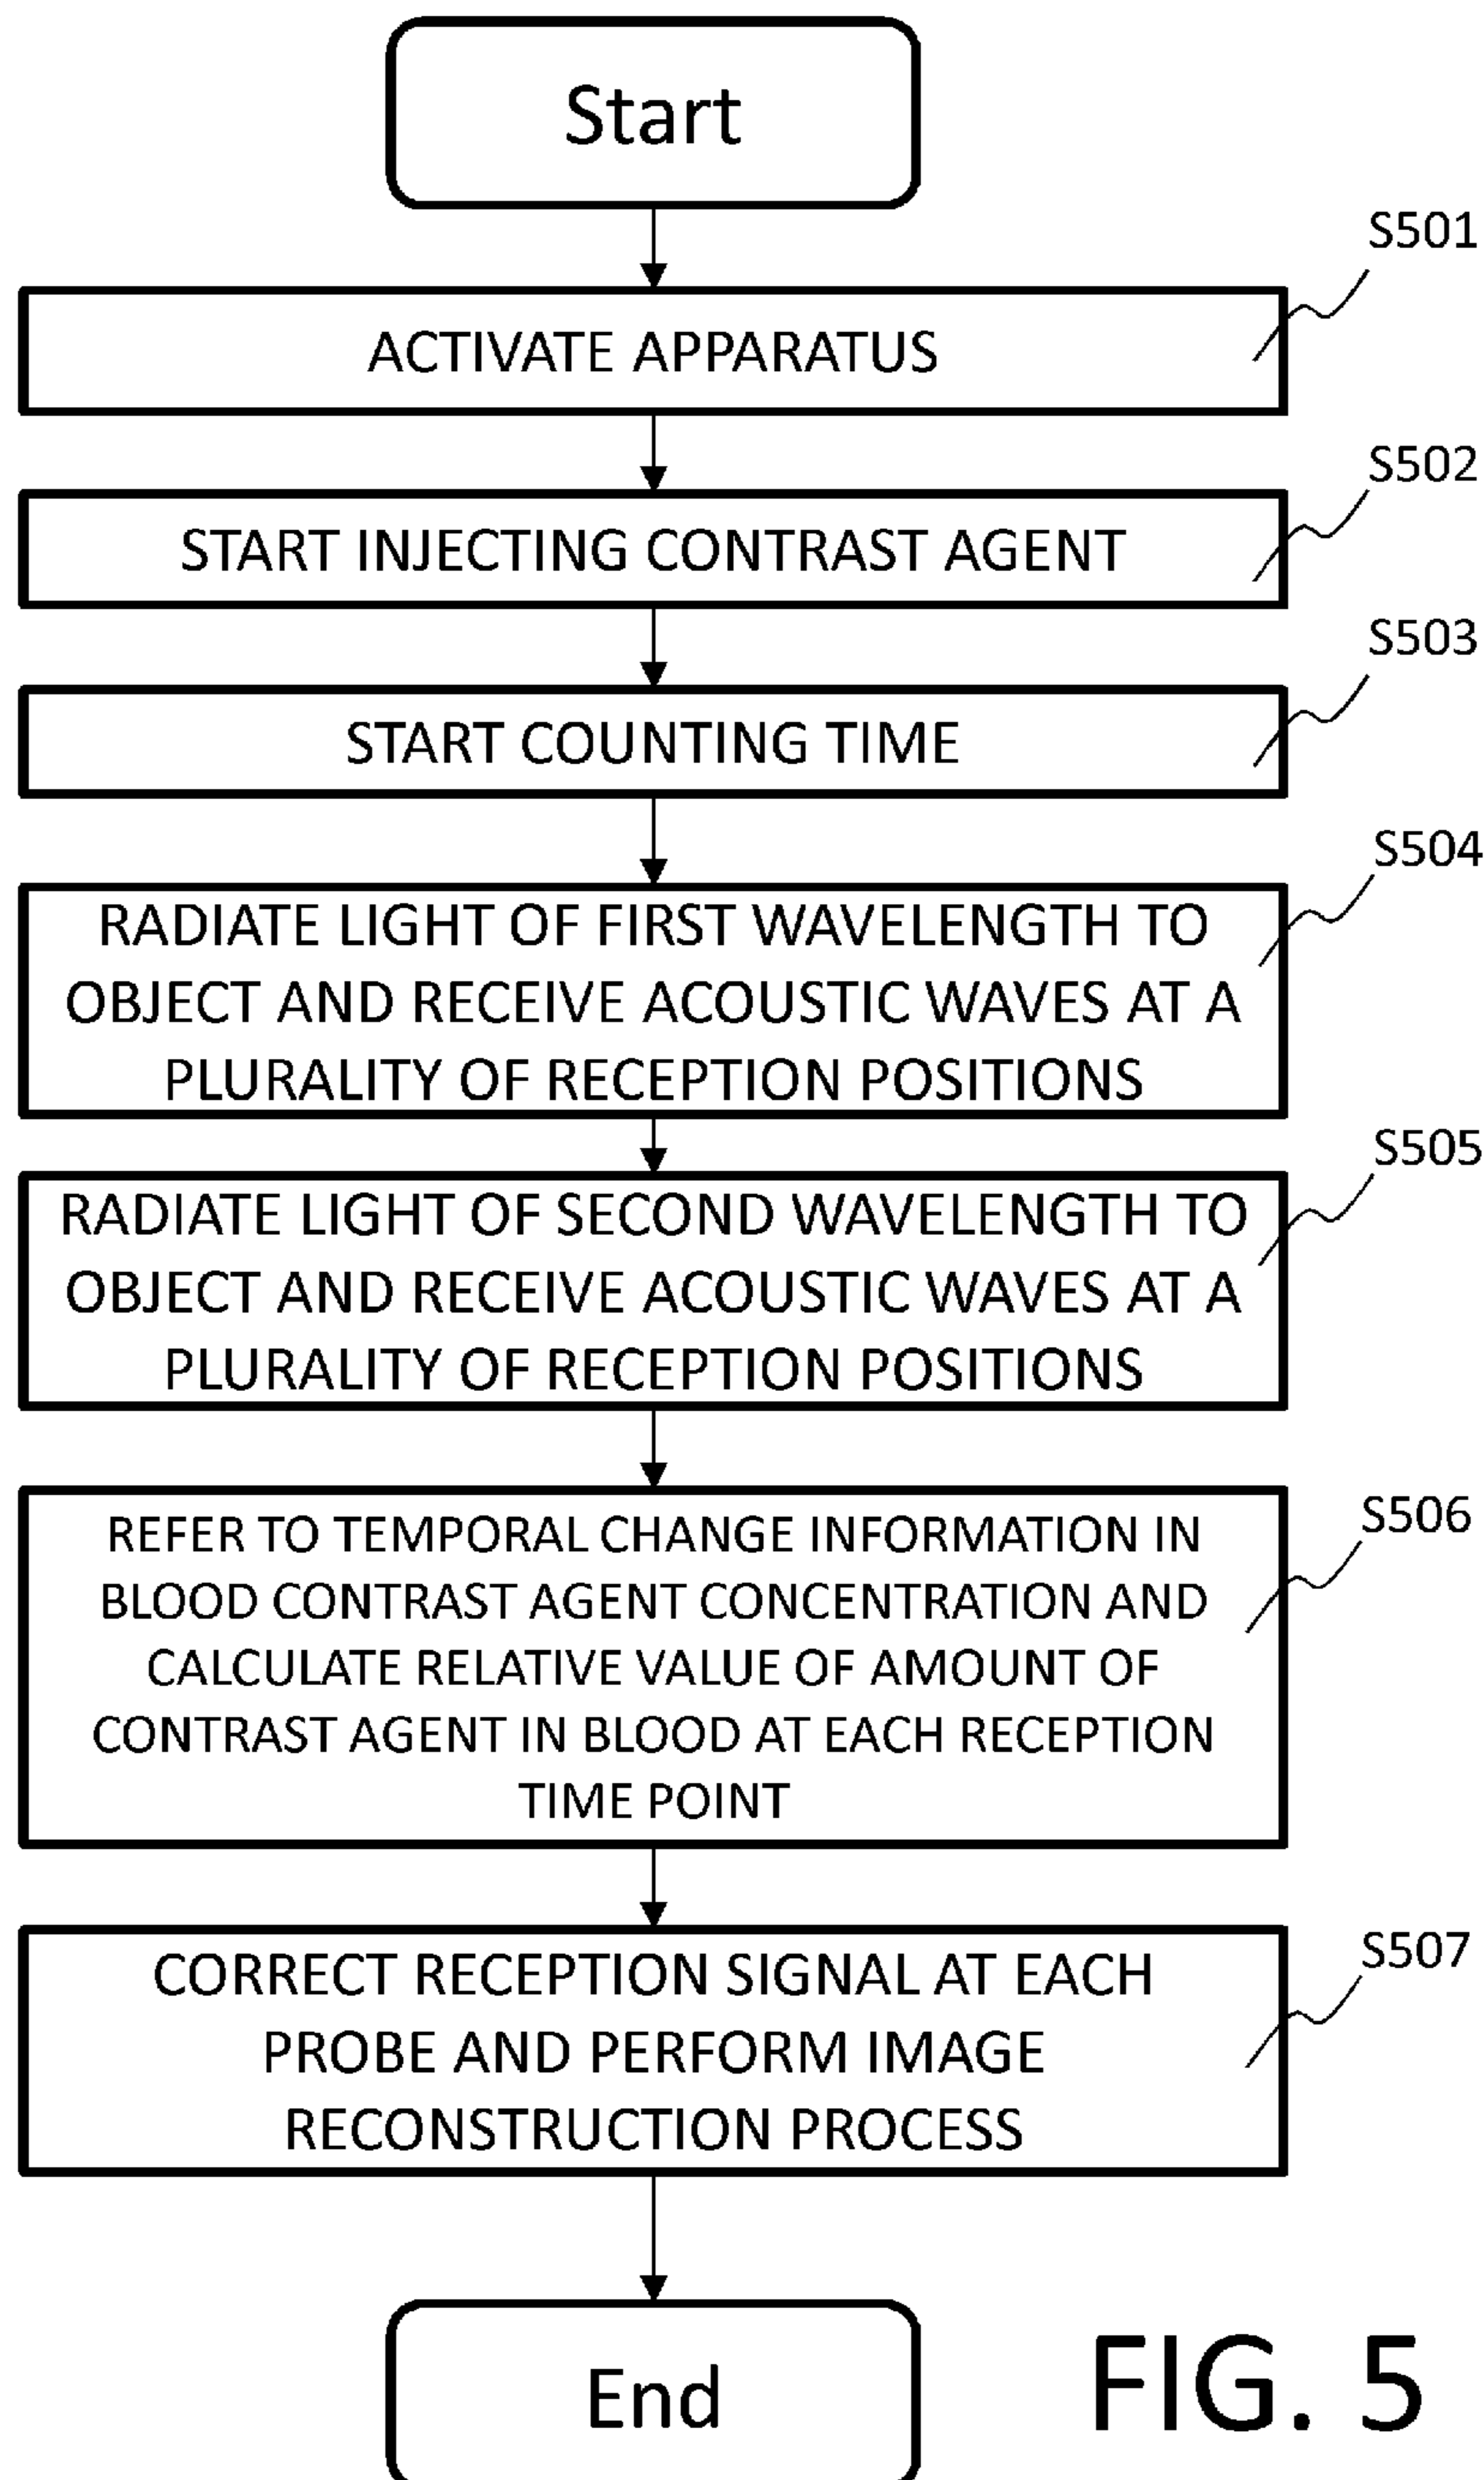 Start
S501
ACTIVATE APPARATUS
S502
START INJECTING CONTRAST AGENT
S503
START COUNTING TIME
S504
RADIATE LIGHT OF FIRST WAVELENGTH TO
OBJECT AND RECEIVE ACOUSTIC WAVES AT A
PLURALITY OF RECEPTION POSITIONS
S505
RADIATE LIGHT OF SECOND WAVELENGTH TO
OBJECT AND RECEIVE ACOUSTIC WAVES AT A
PLURALITY OF RECEPTION POSITIONS
S506
REFER TO TEMPORAL CHANGE INFORMATION IN
BLOOD CONTRAST AGENT CONCENTRATION AND
CALCULATE RELATIVE VALUE OF AMOUNT OF
CONTRAST AGENT IN BLOOD AT EACH RECEPTION
TIME POINT
S507
CORRECT RECEPTION SIGNAL AT EACH
PROBE AND PERFORM IMAGE
RECONSTRUCTION PROCESS
End
FIG. 5